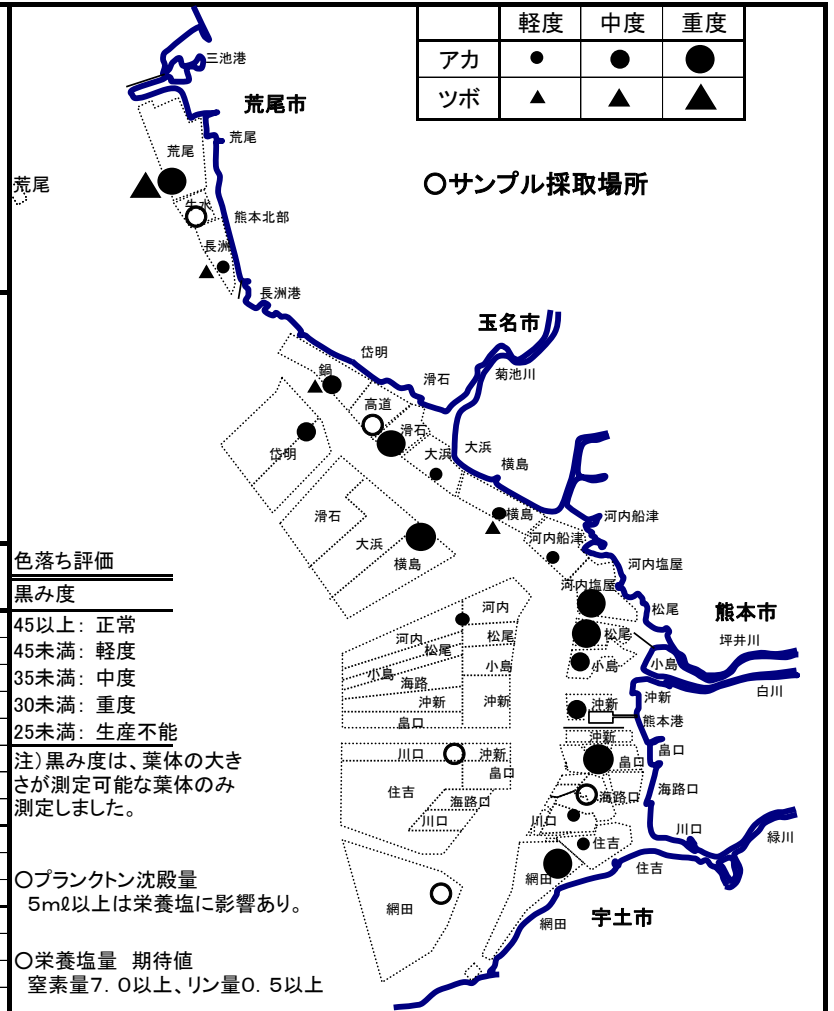 軽度 中度 重度
アカ
ツボ
三池港
荒尾市
荒尾
荒尾
荒尾
○サンプル採取場所
牛水
熊本北部
長洲
長洲港
玉名市
岱明
鍋
滑石
菊池川
高道
滑石
大浜
大浜
岱明
横島
滑石
横島
河内船津
大浜
河内船津
横島
河内塩屋
河内塩屋
色落ち評価
黒み度
45以上: 正常
45未満: 軽度
35未満: 中度
30未満: 重度
25未満: 生産不能
注)黒み度は、葉体の大き
さが測定可能な葉体のみ
測定しました。
河内
松尾
熊本市
河内
松尾
松尾
坪井川
松尾
小島
小島
小島
小島
白川
海路
沖新
沖新
沖新
沖新
畠口
熊本港
沖新
川口
沖新
畠口
畠口
畠口
住吉
海路口
海路口
海路口
川口
川口
川口
緑川
住吉
住吉
網田
網田
網田
宇土市
○プランクトン沈殿量
5mℓ以上は栄養塩に影響あり。
○栄養塩量 期待値
窒素量7.0以上、リン量0.5以上